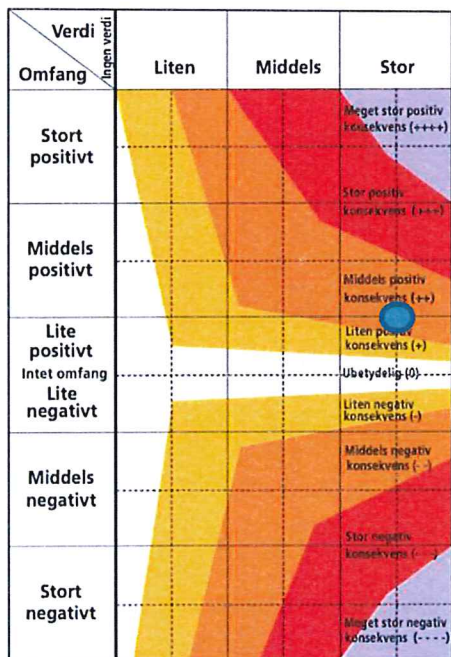 Verdi
Ingen verdi
Omfang
Liten
Middels
Stor
Stort
positivt
Meget stor positiv
konsekvens (++++)
Stor positiv
konsekvens (+++)
Middels
positivt
Middels positiv
konsekvens (++)
Lite
positivt
Liten positiv
konsekvens (+)
Intet omfang
Ubetydelig (0)
Lite
negativt
Liten negativ
konsekvens (-)
Middels
negativt
Middels negativ
konsekvens (- -)
Stor negativ
konsekvens (- - -)
Stort
negativt
Meget stor negativ
konsekvens (- - - -)